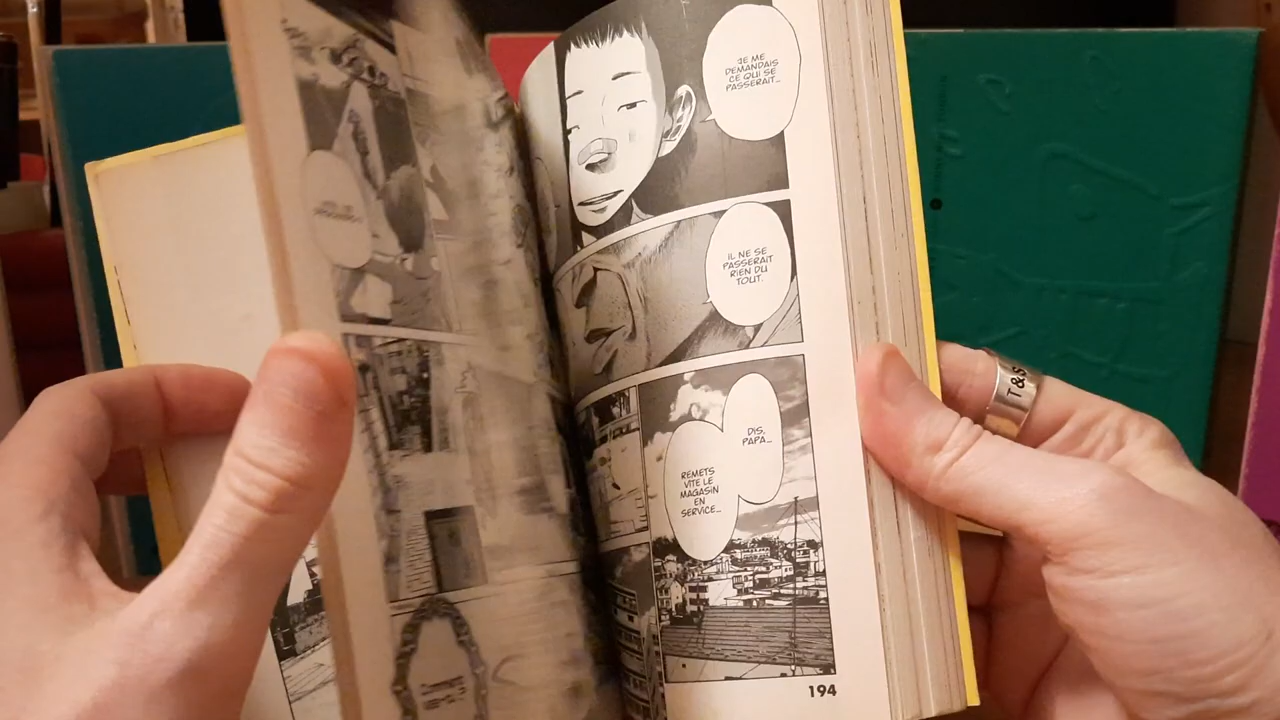 JE ME
DEMANDAIS
CE QUI SE
PASSERAIT...
IL NE SE
PASSERAIT
RIEN DU
TOUT.
DIS,
PAPA...
REMETS
VITE LE
MAGASIN
EN
SERVICE...
194
T&S